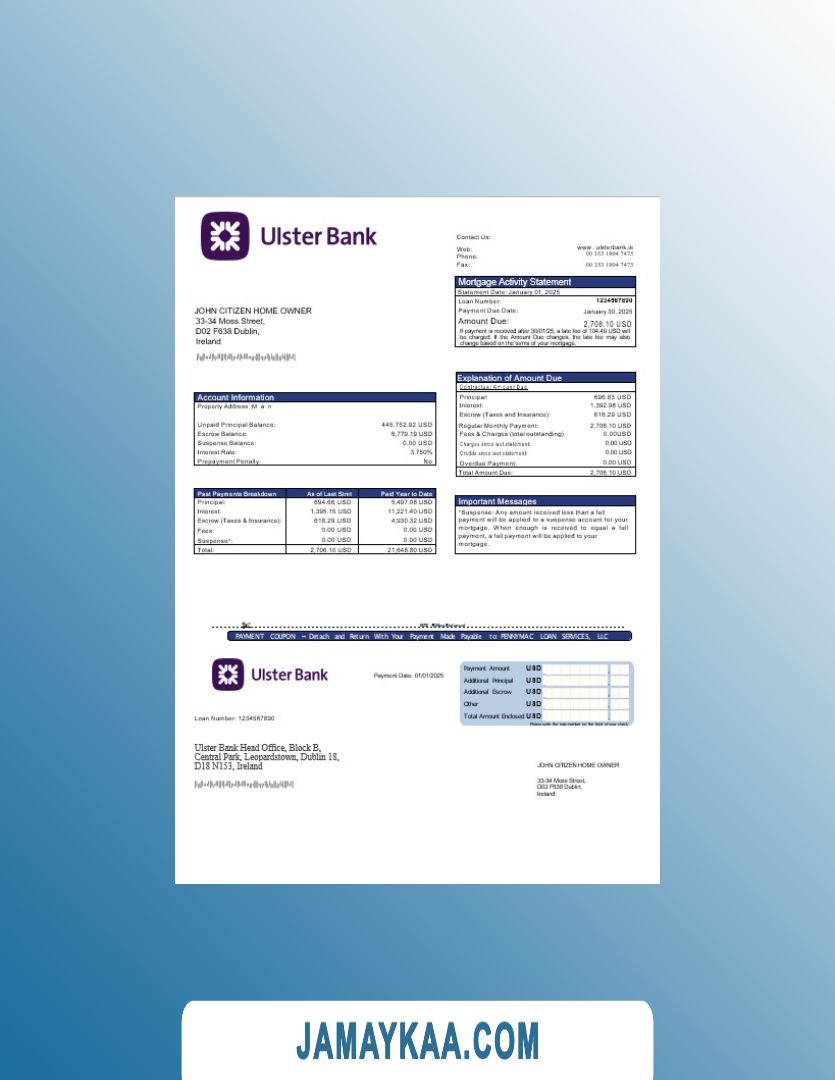 Ulster Bank
Contact Us:
Web: www. ulsterbank.ie
Phone: 00 353 1804 7475
Fax: 00 353 1804 7475
Mortgage Activity Statement
Statement Date: January 01, 2025
Loan Number: 1234567890
Payment Due Date: January 30, 2025
Amount Due: 2,706.10 USD
If payment is received after 30/01/25, a late fee of 104.49 USD will
be charged. If the Amount Due changes, the late fee may also
change based on the terms of your mortgage.
JOHN CITIZEN HOME OWNER
33-34 Moss Street,
D02 F638 Dublin,
Ireland
Explanation of Amount Due
Contractual Amount Due
Principal: 696.83 USD
Interest: 1,392.98 USD
Escrow (Taxes and Insurance): 616.29 USD
Regular Monthly Payment: 2,706.10 USD
Fees & Charges (total outstanding) 0.00USD
Charges since last statement: 0.00 USD
Credits since last statement: 0.00 USD
Overdue Payment: 0.00 USD
Total Amount Due: 2,706.10 USD
Account Information
Property Address :M a n
Unpaid Principal Balance: 445,752.92 USD
Escrow Balance: 6,779.19 USD
Suspense Balance: 0.00 USD
Interest Rate: 3.750%
Prepayment Penalty: No
Past Payments Breakdown As of Last Stmt Paid Year to Date
Principal: 694.66 USD 5,497.08 USD
Interest: 1,395.15 USD 11,221.40 USD
Escrow (Taxes & Insurance): 616.29 USD 4,930.32 USD
Fees: 0.00 USD 0.00 USD
Suspense*: 0.00 USD 0.00 USD
Total: 2,706.10 USD 21,648.80 USD
Important Messages
*Suspense: Any amount received less than a full
payment will be applied to a suspense account for your
mortgage. When enough is received to equal a full
payment, a full payment will be applied to your
mortgage.
PAYMENT COUPON – Detach and Return With Your Payment Made Payable to: PENNYMAC LOAN SERVICES, LLC
Ulster Bank
Payment Date: 01/01/2025
Payment Amount USD
Additional Principal USD
Additional Escrow USD
Other USD
Total Amount Enclosed USD
Please write the loan number on the front of your check
Loan Number: 1234567890
Ulster Bank Head Office, Block B,
Central Park, Leopardstown, Dublin 18,
D18 N153, Ireland
JOHN CITIZEN HOME OWNER
33-34 Moss Street,
D02 F638 Dublin,
Ireland
JAMAYKAA.COM